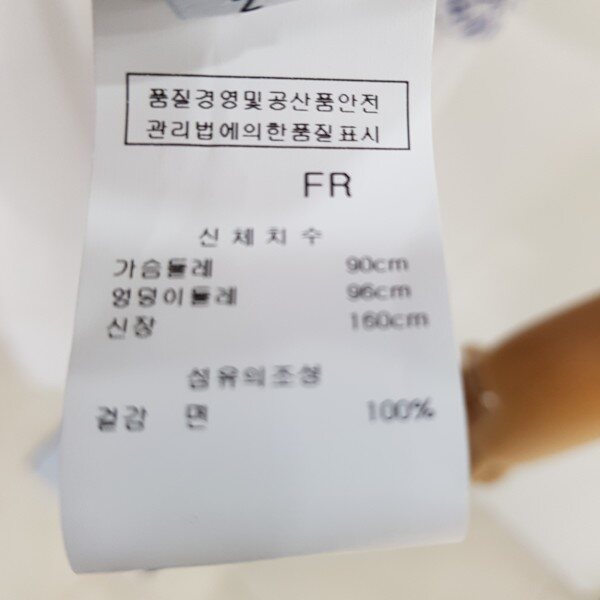 품질경영및공산품안전
관리법에의한품질표시
FR
신체치수
가슴둘레 90cm
엉덩이둘레 96cm
신장 160cm
섬유의조성
겉감 면 100%